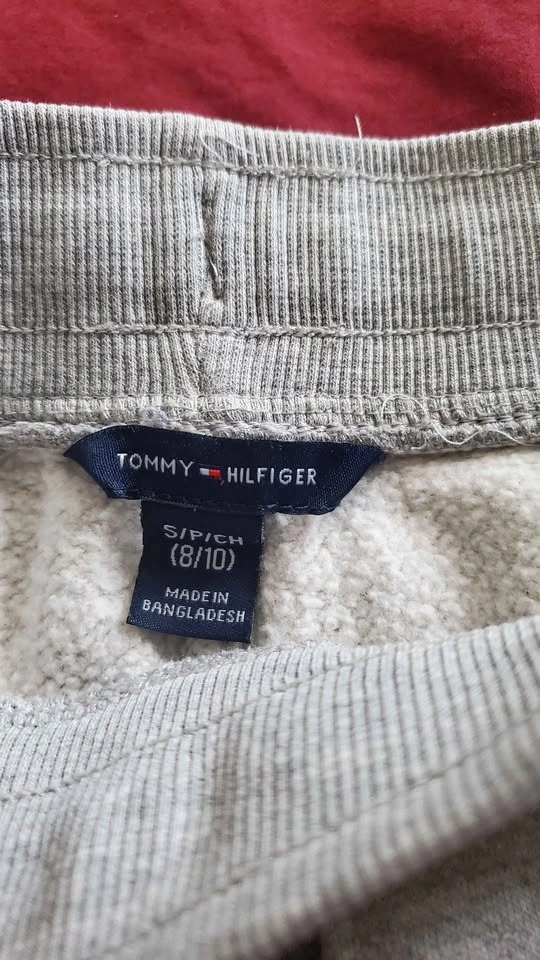 TOMMY HILFIGER
S/P/CH
(8/10)
MADE IN
BANGLADESH